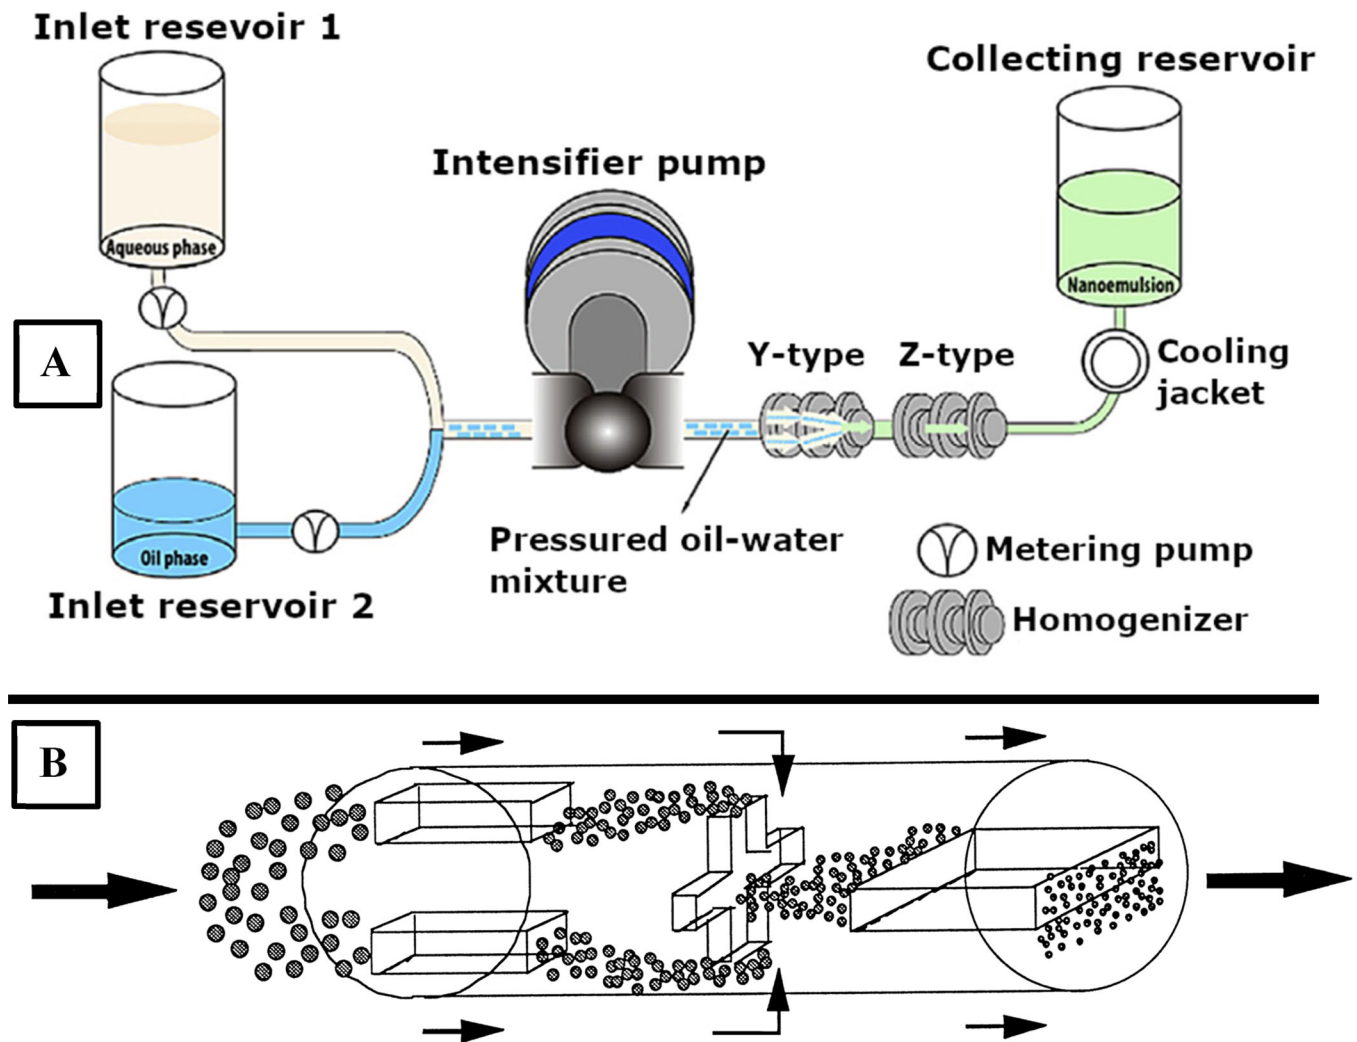 Inlet resevoir 1
Collecting reservoir
Intensifier pump
Aqueous phase
Nanoemulsion
A
Y-type
Z-type
Cooling
jacket
Oil phase
Pressured oil-water
mixture
Metering pump
Inlet reservoir 2
Homogenizer
B